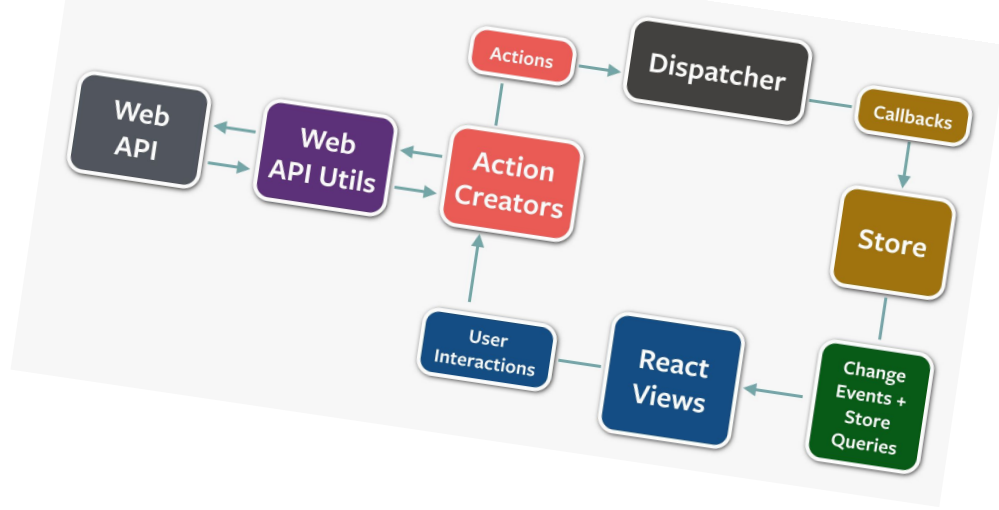 Actions
Dispatcher
Callbacks
Web
API
Web
API Utils
Action
Creators
Store
User
Interactions
React
Views
Change
Events +
Store
Queries